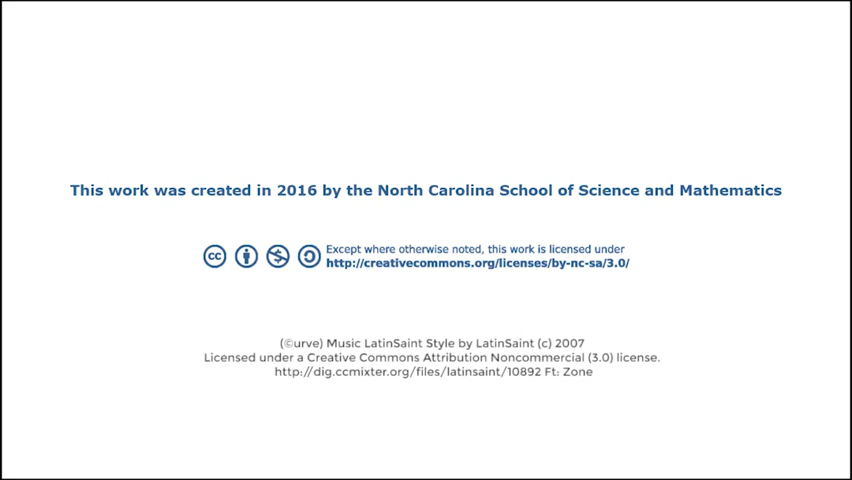 This work was created in 2016 by the North Carolina School of Science and Mathematics
cc
Except where otherwise noted, this work is licensed under
http://creativecommons.org/licenses/by-nc-sa/3.0/
(©urve) Music LatinSaint Style by LatinSaint (c) 2007
Licensed under a Creative Commons Attribution Noncommercial (3.0) license.
http://dig.ccmixter.org/files/latinsaint/10892 Ft: Zone